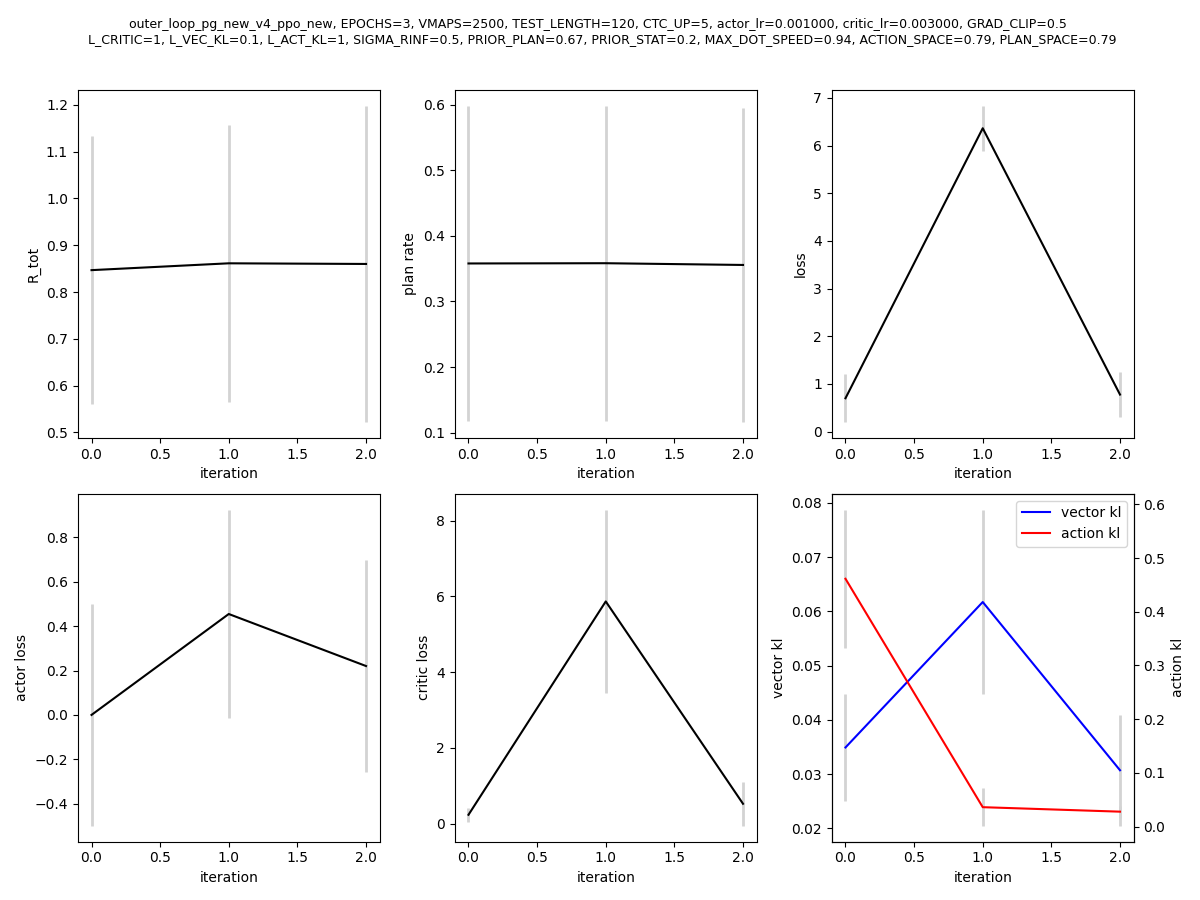 outer_loop_pg_new_v4_ppo_new, EPOCHS=3, VMAPS=2500, TEST_LENGTH=120, CTC_UP=5, actor_lr=0.001000, critic_lr=0.003000, GRAD_CLIP=0.5
L_CRITIC=1, L_VEC_KL=0.1, L_ACT_KL=1, SIGMA_RINF=0.5, PRIOR_PLAN=0.67, PRIOR_STAT=0.2, MAX_DOT_SPEED=0.94, ACTION_SPACE=0.79, PLAN_SPACE=0.79
R_tot
1.2
1.1
1.0
0.9
0.8
0.7
0.6
0.5
0.0 0.5 1.0 1.5 2.0
iteration
plan rate
0.6
0.5
0.4
0.3
0.2
0.1
0.0 0.5 1.0 1.5 2.0
iteration
loss
7
6
5
4
3
2
1
0
0.0 0.5 1.0 1.5 2.0
iteration
actor loss
0.8
0.6
0.4
0.2
0.0
−0.2
−0.4
0.0 0.5 1.0 1.5 2.0
iteration
critic loss
8
6
4
2
0
0.0 0.5 1.0 1.5 2.0
iteration
vector kl
0.08
0.07
0.06
0.05
0.04
0.03
0.02
vector kl
action kl
0.0 0.5 1.0 1.5 2.0
iteration
0.6
0.5
0.4
0.3
0.2
0.1
0.0
action kl